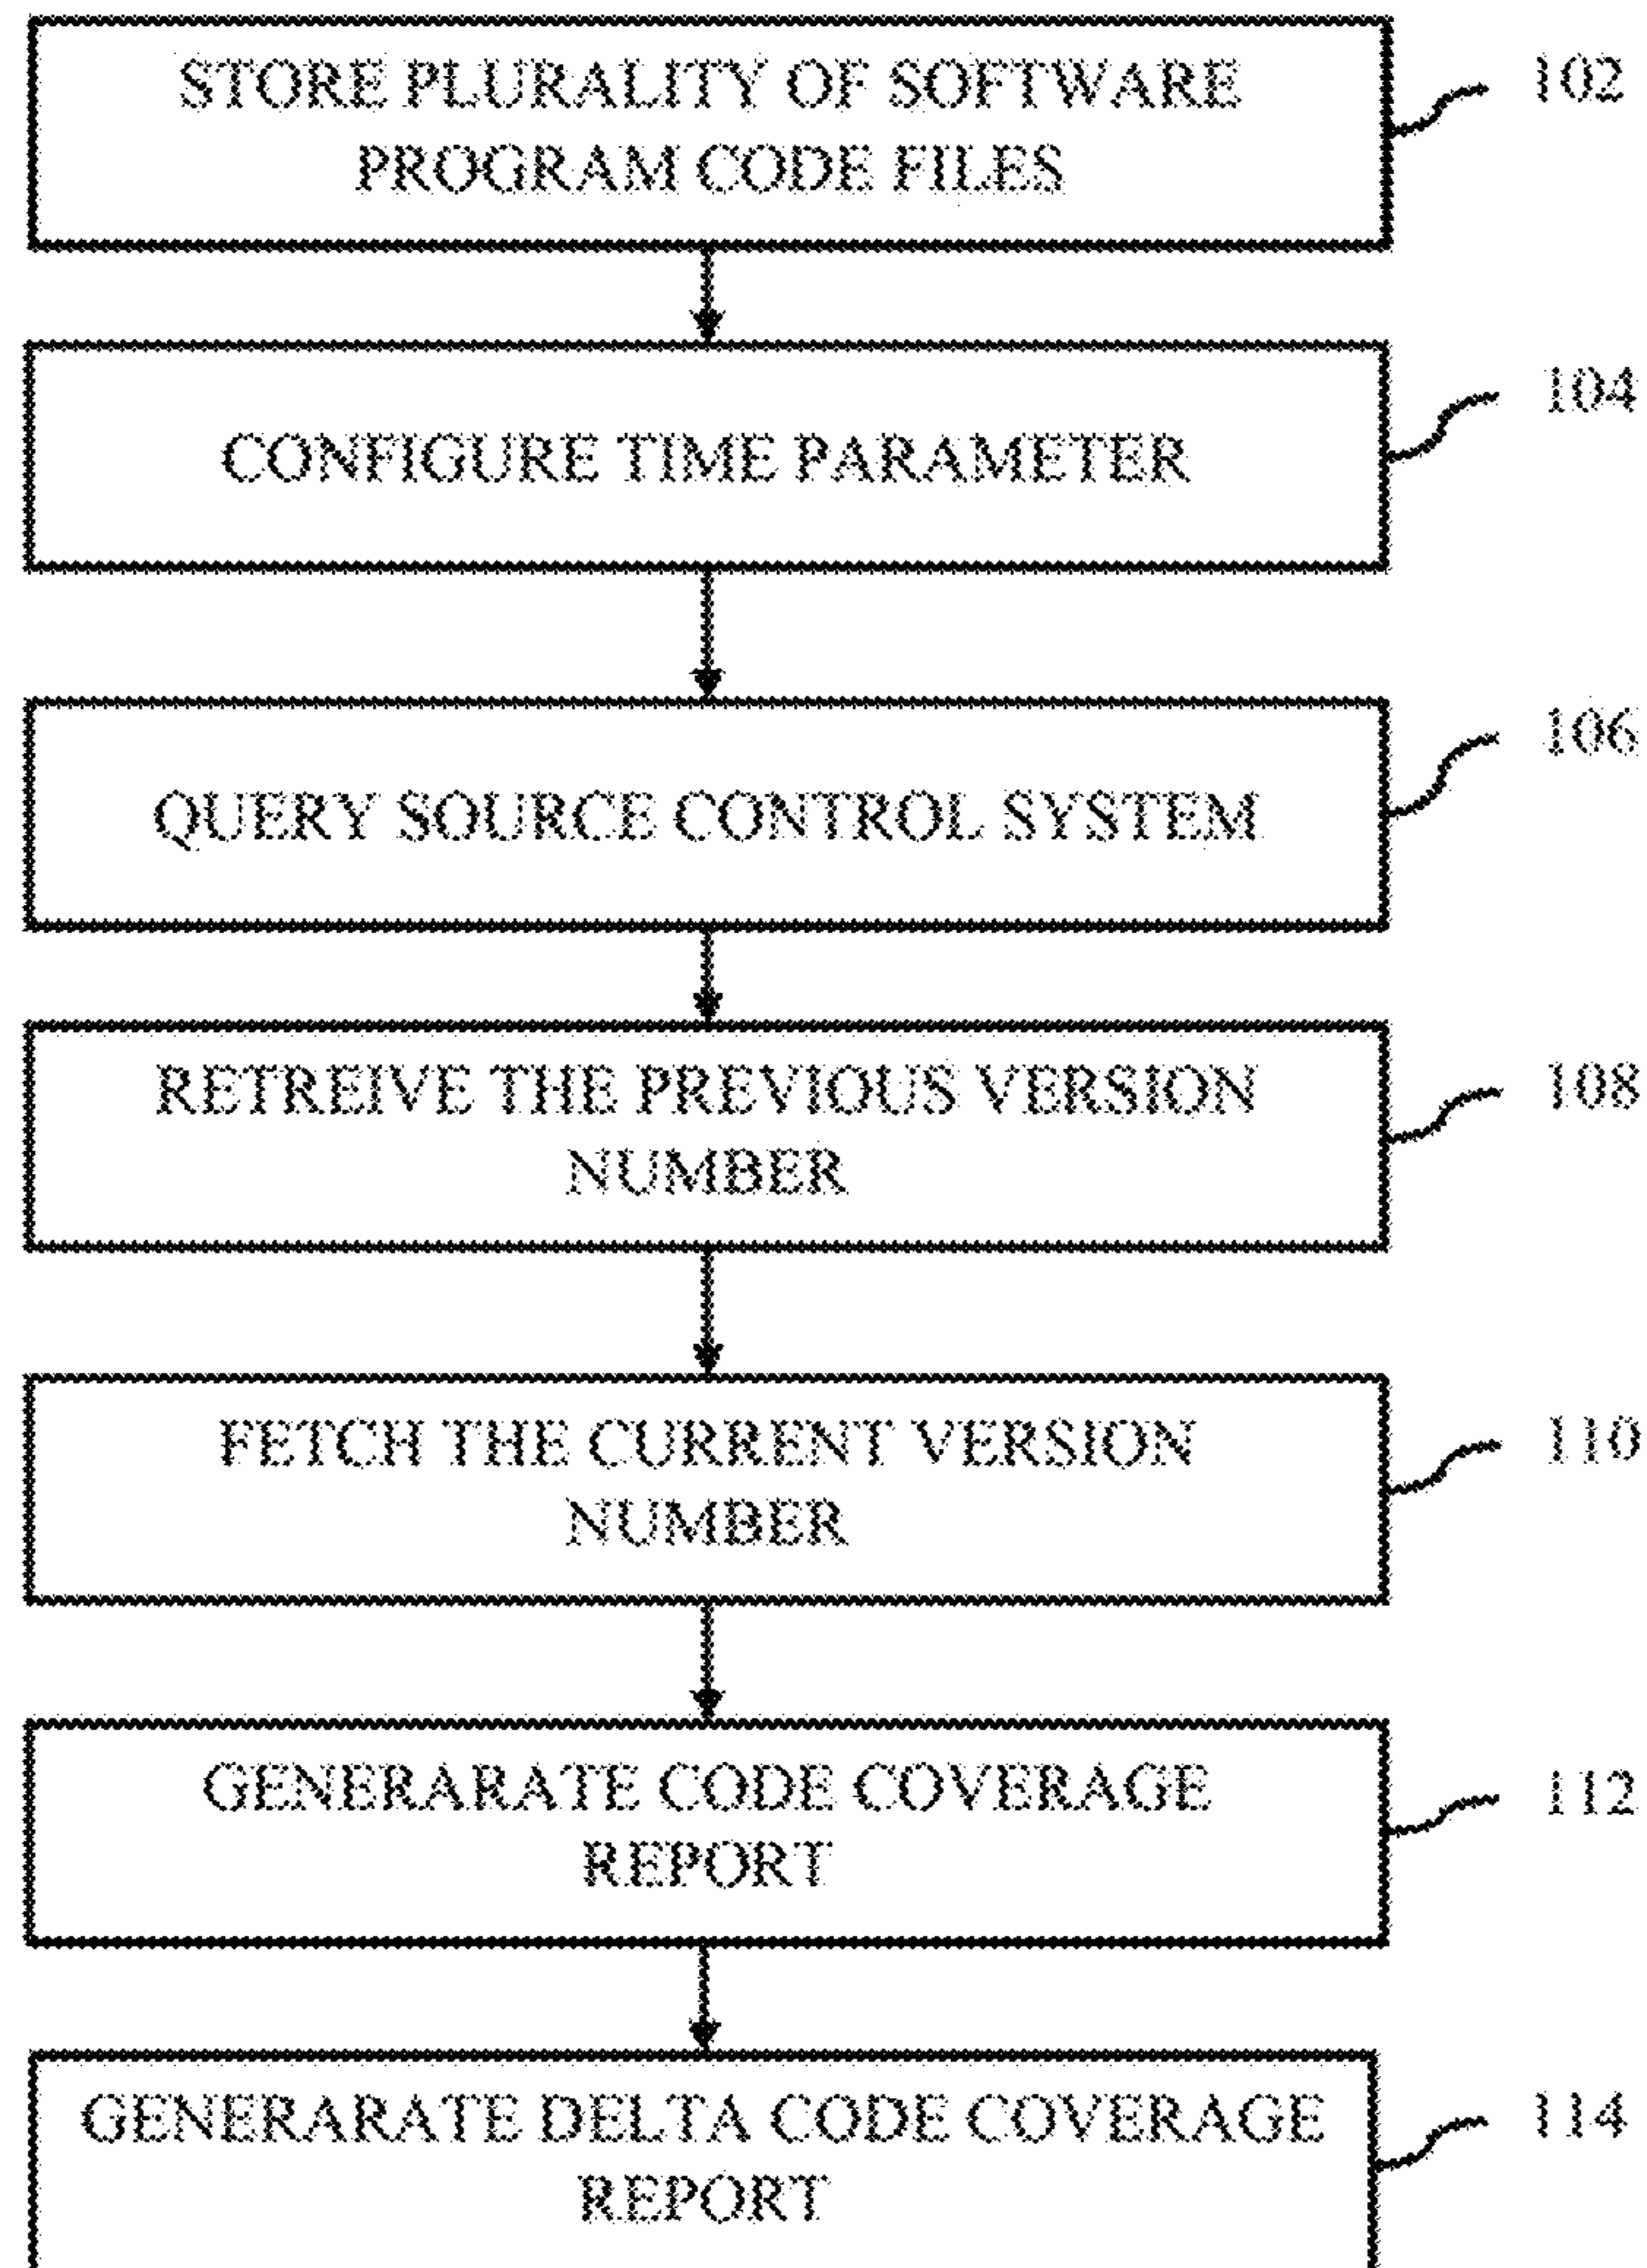 STORE PLURALITY OF SOFTWARE
PROGRAM CODE FILES
102
CONFIGURE TIME PARAMETER
104
QUERY SOURCE CONTROL SYSTEM
106
RETREIVE THE PREVIOUS VERSION
NUMBER
108
FETCH THE CURRENT VERSION
NUMBER
110
GENERARATE CODE COVERAGE
REPORT
112
GENERARATE DELTA CODE COVERAGE
REPORT
114